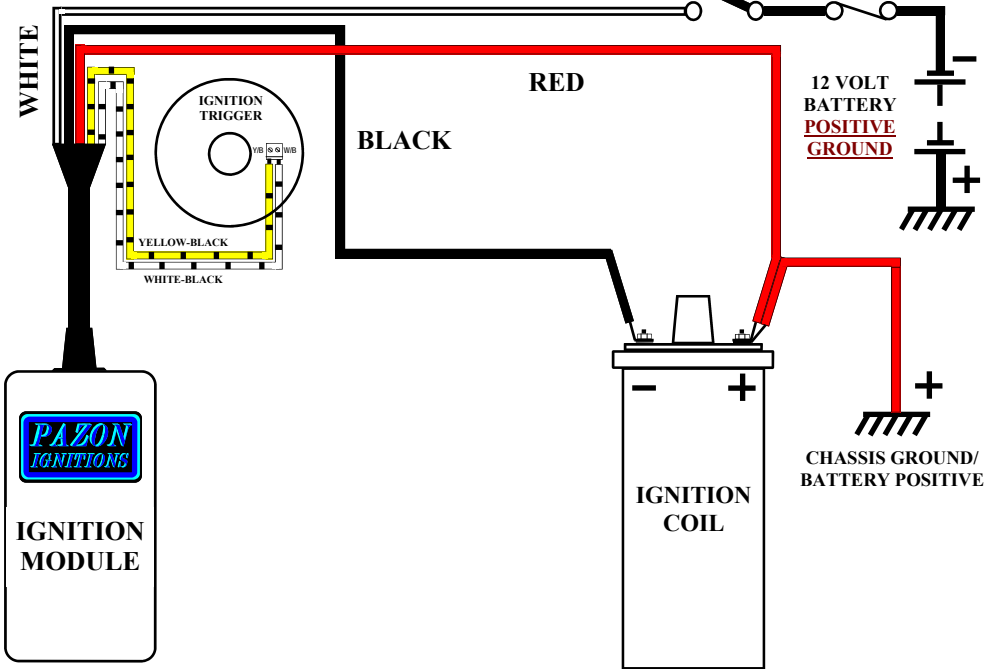 WHITE
IGNITION
TRIGGER
Y/B
W/B
YELLOW-BLACK
WHITE-BLACK
RED
BLACK
12 VOLT
BATTERY
POSITIVE
GROUND
−
+
+
CHASSIS GROUND/
BATTERY POSITIVE
− +
IGNITION
COIL
PAZON
IGNITIONS
IGNITION
MODULE